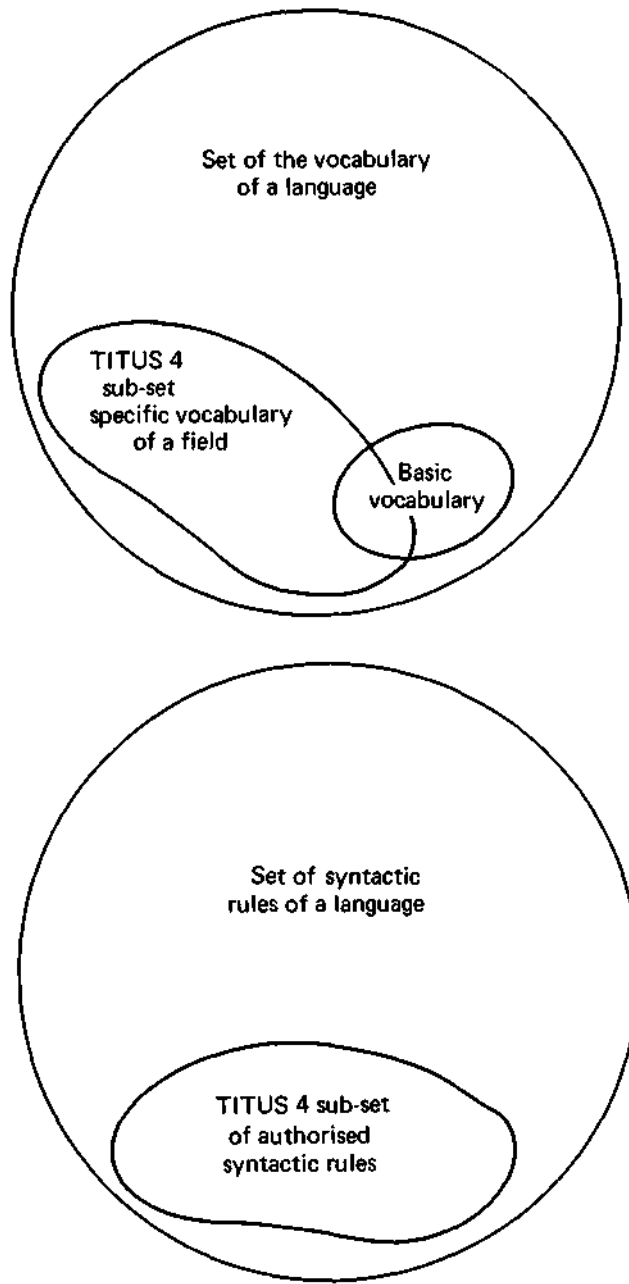 Set of the vocabulary
of a language
TITUS 4
sub-set
specific vocabulary
of a field
Basic
vocabulary
Set of syntactic
rules of a language
TITUS 4 sub-set
of authorised
syntactic rules